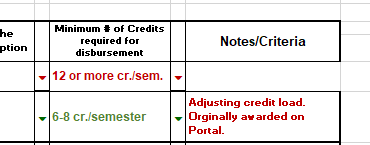 he
ption
Minimum # of Credits
required for
disbursement
Notes/Criteria
12 or more cr./sem.
6-8 cr./semester
Adjusting credit load.
Orginally awarded on
Portal.